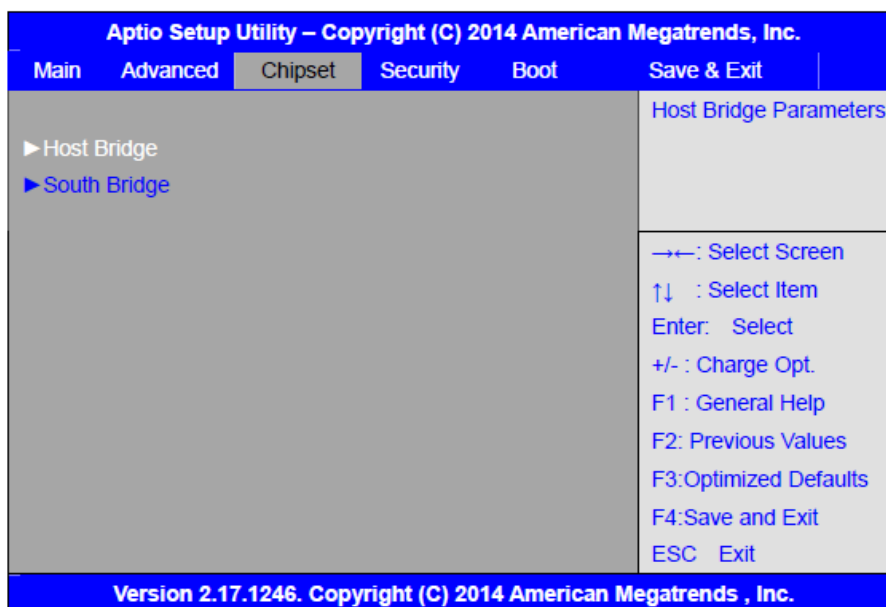 Aptio Setup Utility – Copyright (C) 2014 American Megatrends, Inc.
Main Advanced Chipset Security Boot Save & Exit
►Host Bridge
►South Bridge
Host Bridge Parameters
→←: Select Screen
↑↓ : Select Item
Enter: Select
+/- : Charge Opt.
F1 : General Help
F2: Previous Values
F3:Optimized Defaults
F4:Save and Exit
ESC Exit
Version 2.17.1246. Copyright (C) 2014 American Megatrends , Inc.